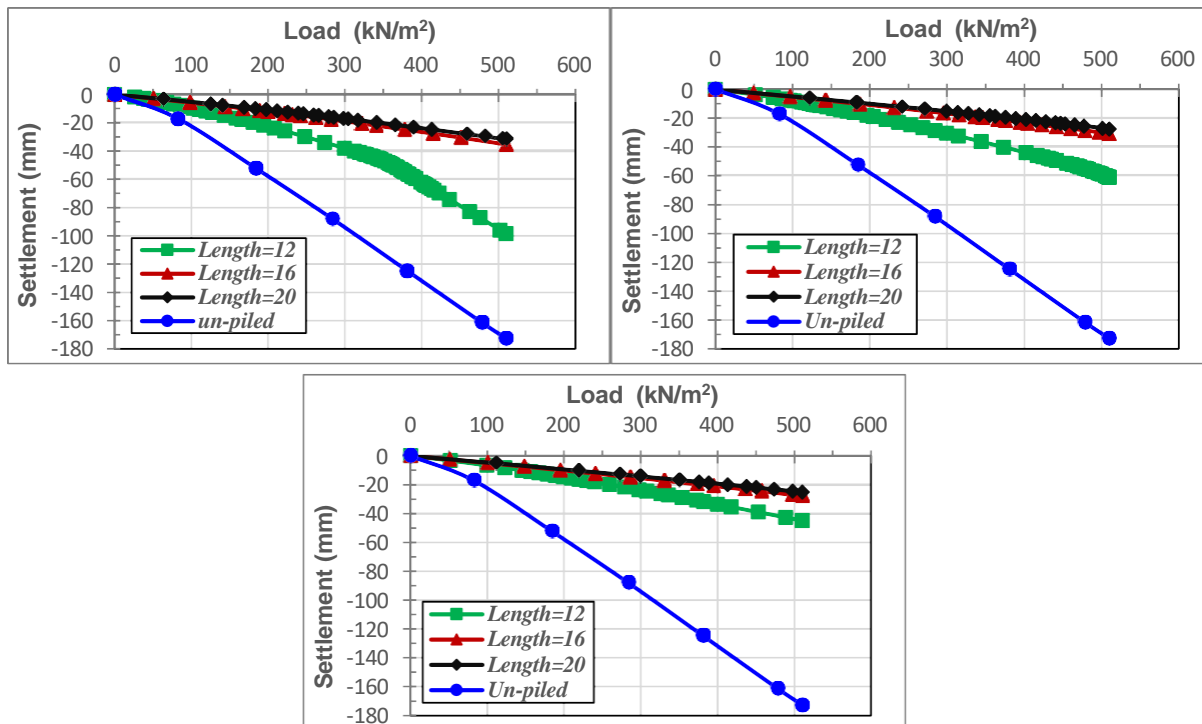 Load (kN/m²)
0 100 200 300 400 500 600
0
-20
-40
-60
-80
-100
-120
-140
-160
-180
Settlement (mm)
Length=12
Length=16
Length=20
un-piled
Load (kN/m²)
0 100 200 300 400 500 600
0
-20
-40
-60
-80
-100
-120
-140
-160
-180
Settlement (mm)
Length=12
Length=16
Length=20
Un-piled
Load (kN/m²)
0 100 200 300 400 500 600
0
-20
-40
-60
-80
-100
-120
-140
-160
-180
Settlement (mm)
Length=12
Length=16
Length=20
Un-piled